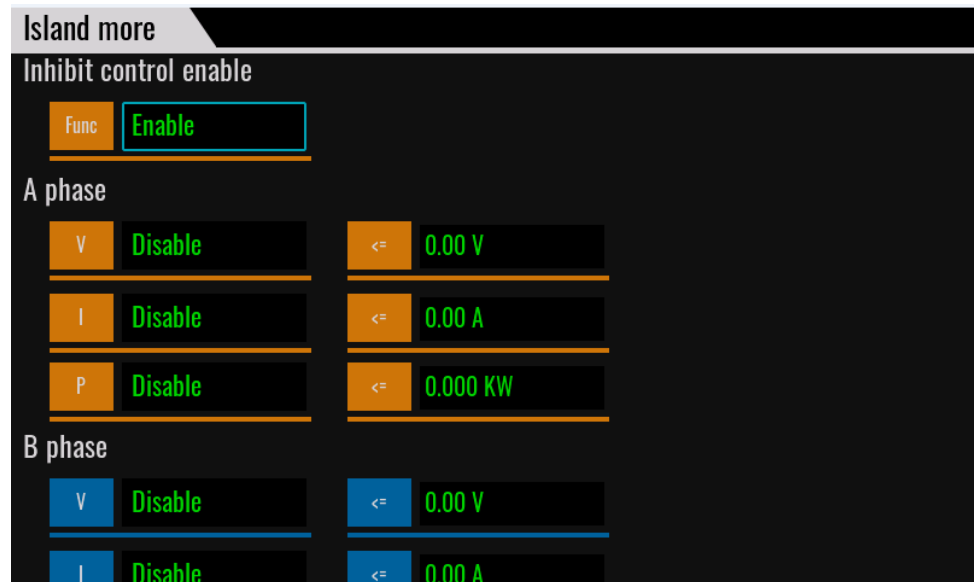 Island more
Inhibit control enable
Func Enable
A phase
V Disable <= 0.00 V
I Disable <= 0.00 A
P Disable <= 0.000 KW
B phase
V Disable <= 0.00 V
I Disable <= 0.00 A